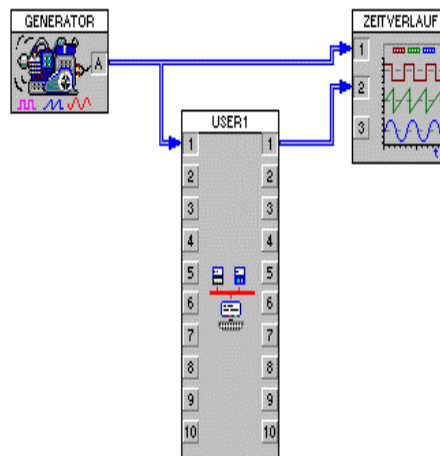 GENERATOR
A
ZEITVERLAUF
1
2
3
t
USER1
1 1
2 2
3 3
4 4
5 5
6 6
7 7
8 8
9 9
10 10